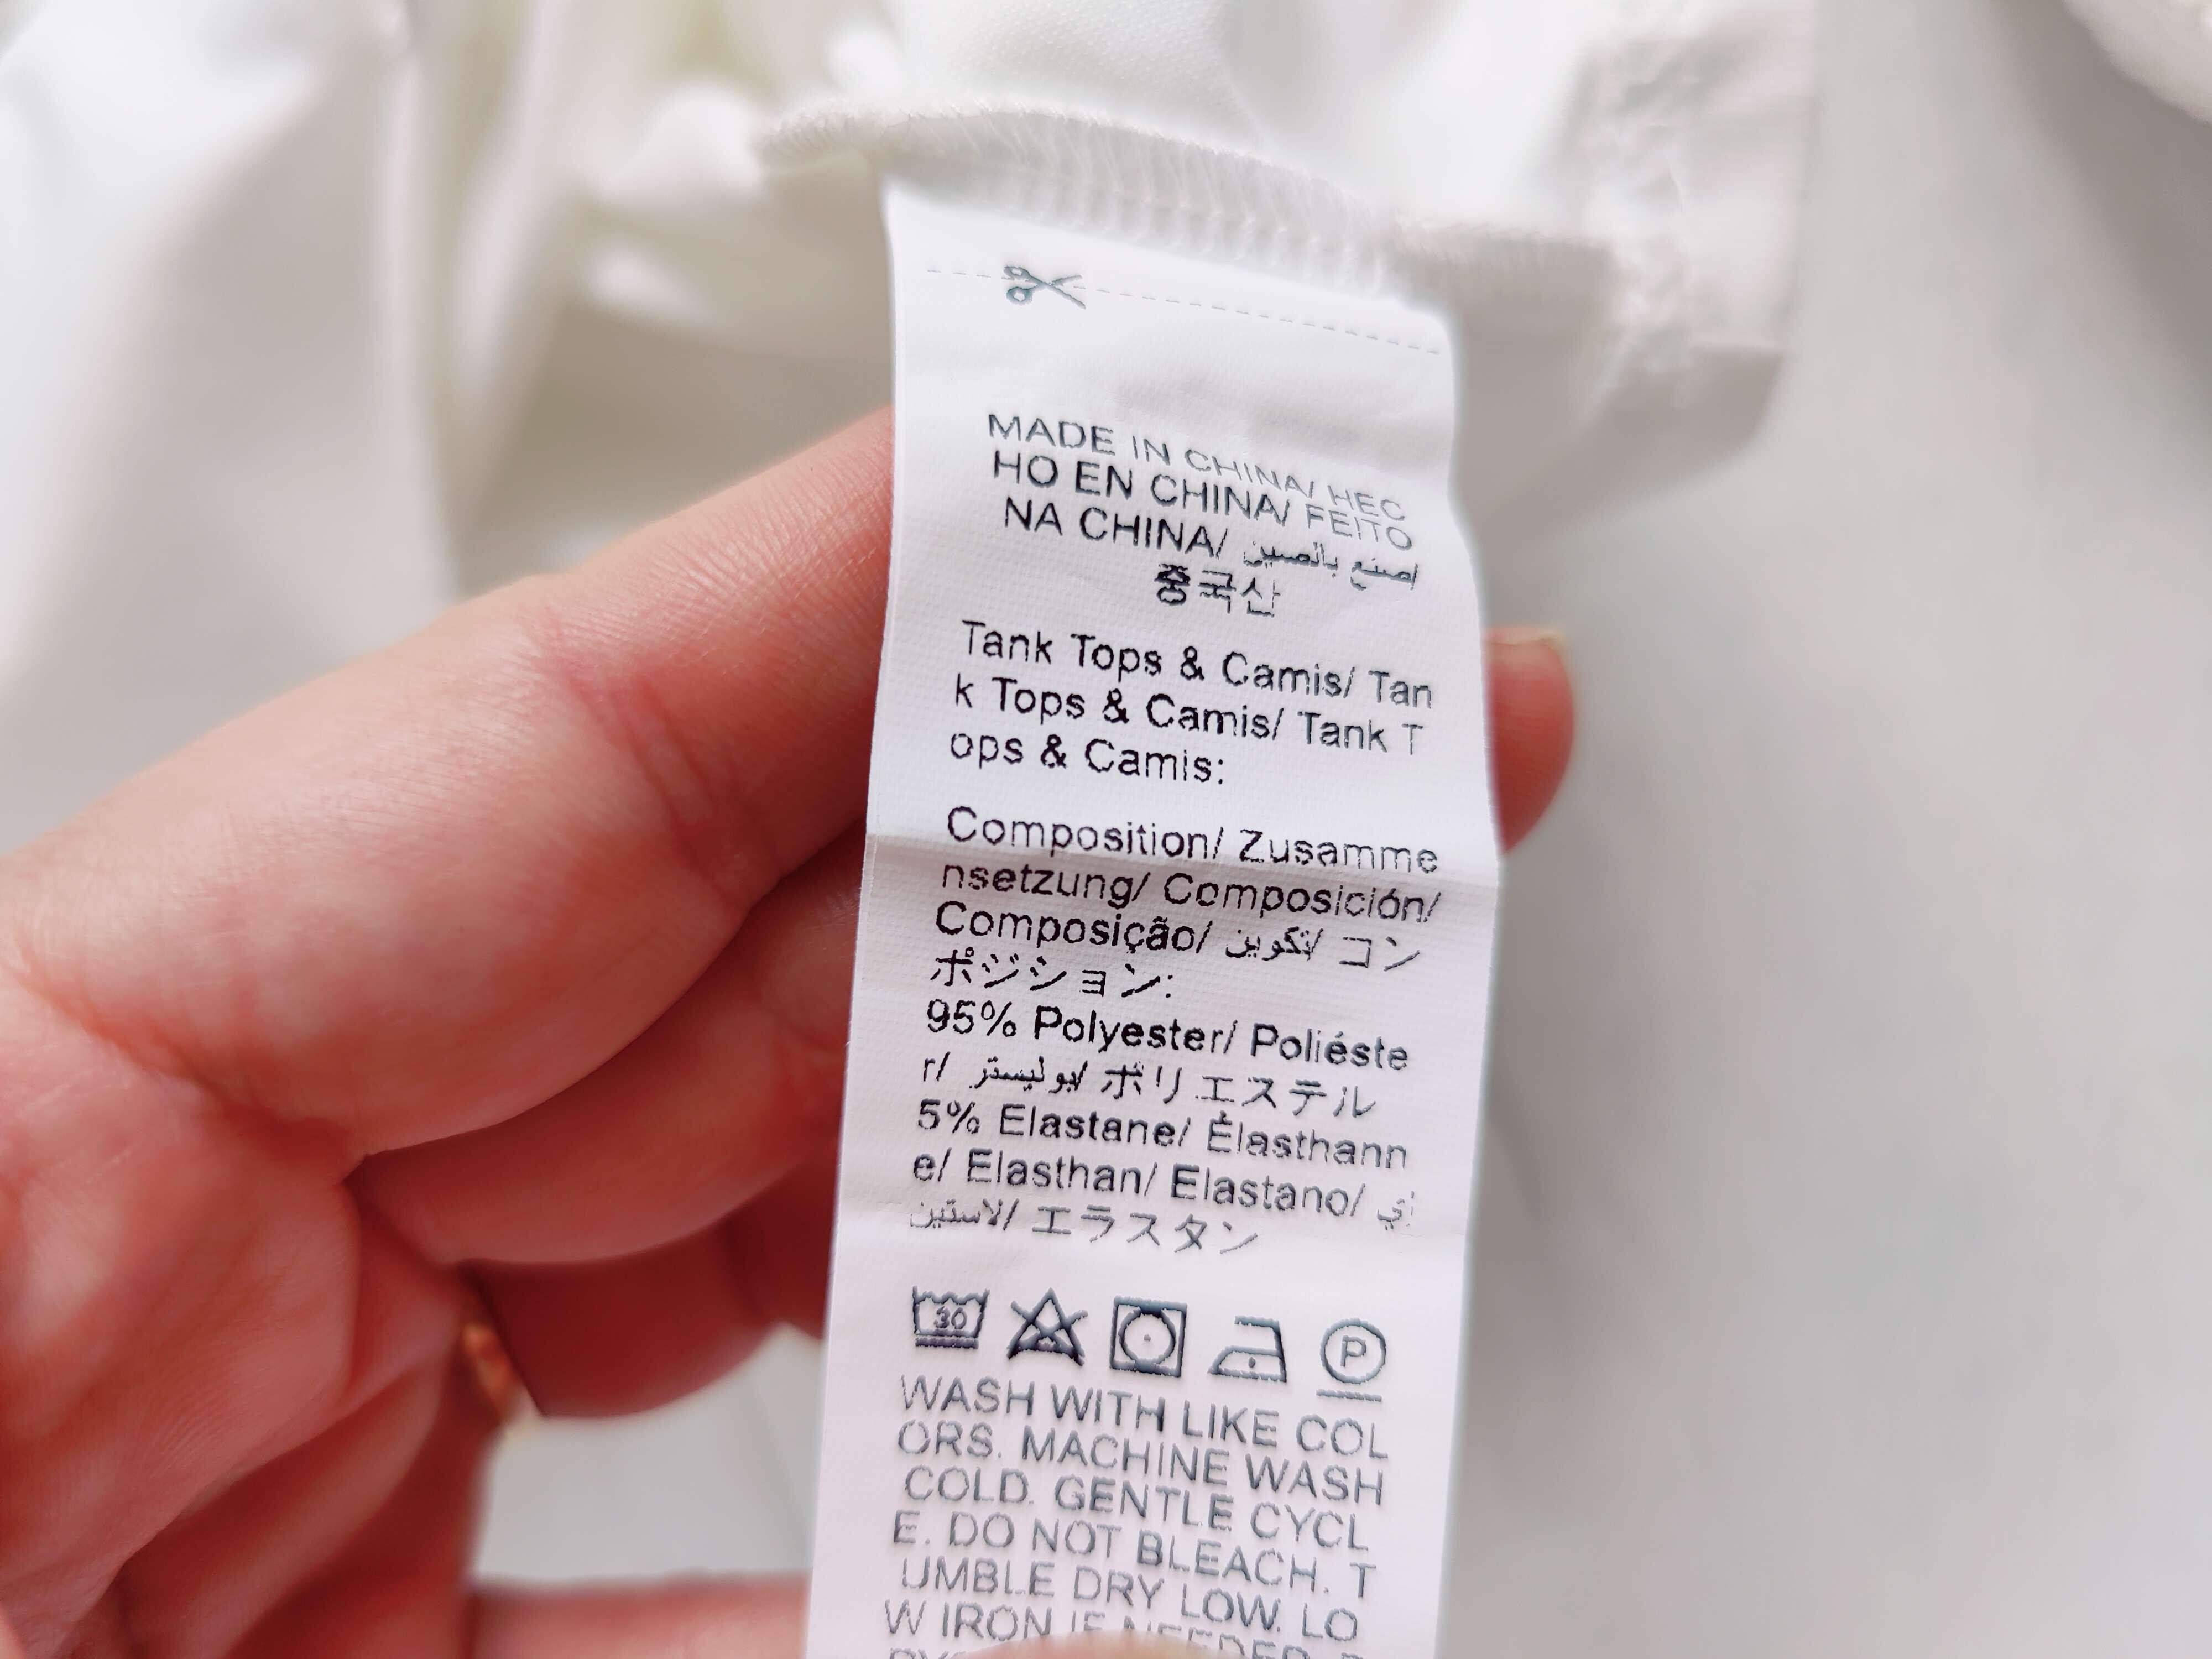 MADE IN CHINA/ HEC
HO EN CHINA/ FEITO
NA CHINA/ اصنع بالصين
중국산
Tank Tops & Camis/ Tan
k Tops & Camis/ Tank T
ops & Camis:
Composition/ Zusamme
nsetzung/ Composición/
Composição/ تكوين/ コン
ポジション:
95% Polyester/ Poliéste
r/ بوليستر/ ポリエステル
5% Elastane/ Élasthann
e/ Elasthan/ Elastano/ إي
لاستين/ エラスタン
30
P
WASH WITH LIKE COL
ORS. MACHINE WASH
COLD. GENTLE CYCL
E. DO NOT BLEACH. T
UMBLE DRY LOW. LO
W IRON IF NEEDED.